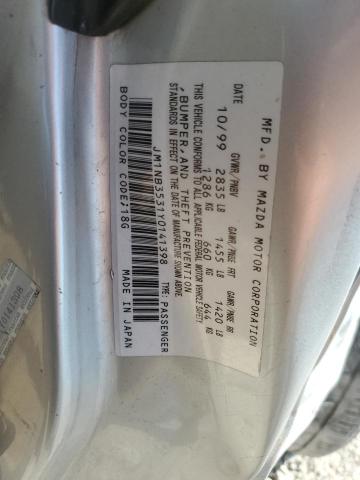 MFD. BY MAZDA MOTOR CORPORATION
DATE GVWR/PNBV GAWR/PNBE FRT GAWR/PNBE RR
10/99 2835 LB 1455 LB 1420 LB
1286 KG 660 KG 644 KG
THIS VEHICLE CONFORMS TO ALL APPLICABLE FEDERAL MOTOR VEHICLE SAFETY
, BUMPER, AND THEFT PREVENTION
STANDARDS IN EFFECT ON THE DATE OF MANUFACTURE SHOWN ABOVE.
JM1NB3531Y0141398 TYPE: PASSENGER
BODY COLOR CODE/18G MADE IN JAPAN
Y0141398